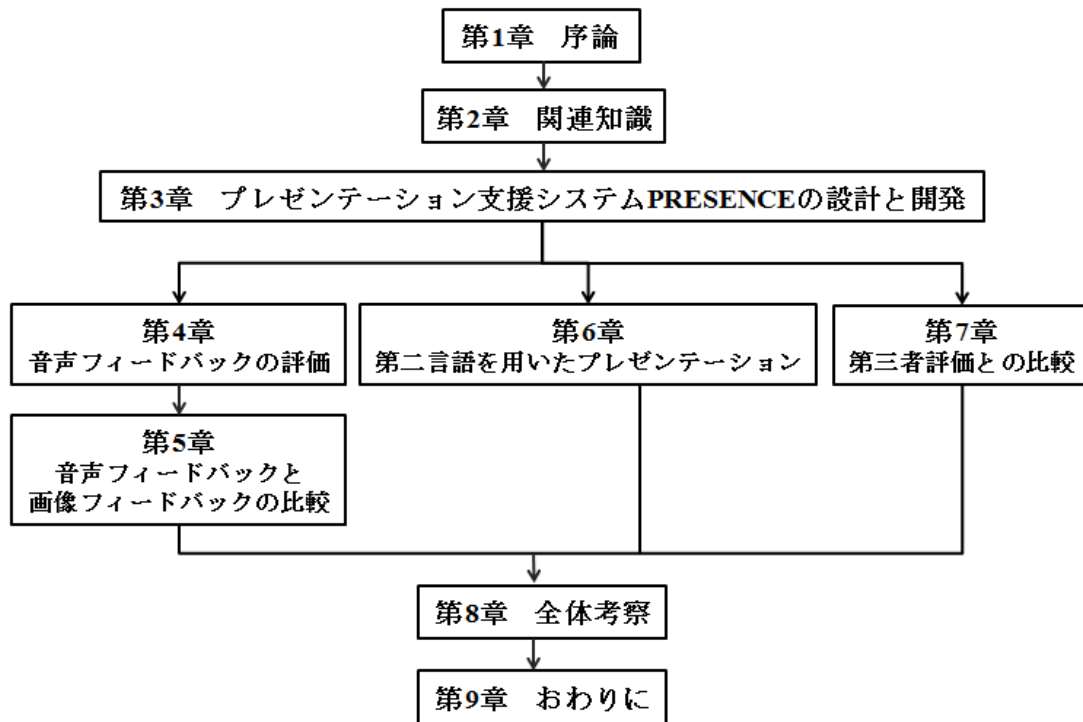 第1章　序論
第2章　関連知識
第3章　プレゼンテーション支援システムPRESENCEの設計と開発
第4章
音声フィードバックの評価
第5章
音声フィードバックと
画像フィードバックの比較
第6章
第二言語を用いたプレゼンテーション
第7章
第三者評価との比較
第8章　全体考察
第9章　おわりに